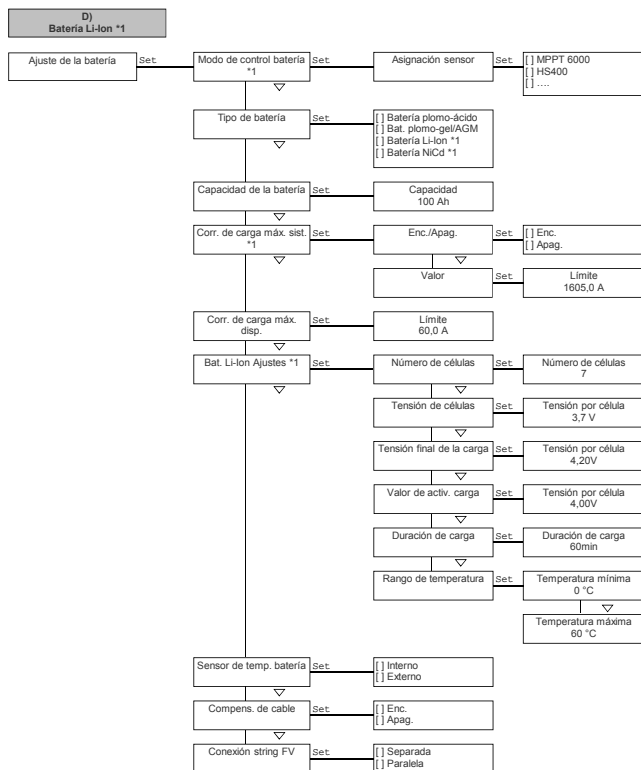 D)
Batería Li-Ion *1
Ajuste de la batería
Set
Modo de control batería
*1
Set
Asignación sensor
Set
[ ] MPPT 6000
[ ] HS400
[ ] ....
Tipo de batería
Set
[ ] Batería plomo-ácido
[ ] Bat. plomo-gel/AGM
[ ] Batería Li-Ion *1
[ ] Batería NiCd *1
Capacidad de la batería
Set
Capacidad
100 Ah
Corr. de carga máx. sist.
*1
Set
Enc./Apag.
Set
[ ] Enc.
[ ] Apag.
Valor
Set
Límite
1605,0 A
Corr. de carga máx.
disp.
Set
Límite
60,0 A
Bat. Li-Ion Ajustes *1
Set
Número de células
Set
Número de células
7
Tensión de células
Set
Tensión por célula
3,7 V
Tensión final de la carga
Set
Tensión por célula
4,20V
Valor de activ. carga
Set
Tensión por célula
4,00V
Duración de carga
Set
Duración de carga
60min
Rango de temperatura
Set
Temperatura mínima
0 °C
Temperatura máxima
60 °C
Sensor de temp. batería
Set
[ ] Interno
[ ] Externo
Compens. de cable
Set
[ ] Enc.
[ ] Apag.
Conexión string FV
Set
[ ] Separada
[ ] Paralela